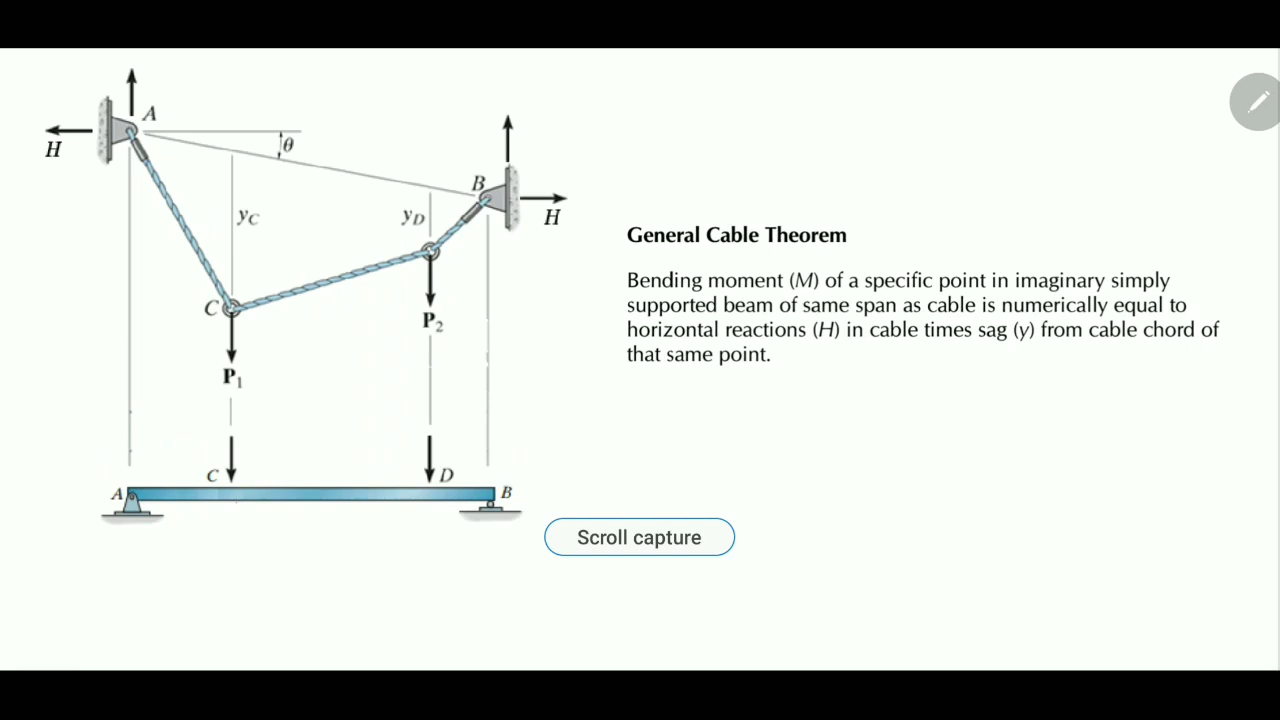 A
H
θ
B
H
yC
yD
C
P2
P1
C
D
A
B
General Cable Theorem
Bending moment (M) of a specific point in imaginary simply
supported beam of same span as cable is numerically equal to
horizontal reactions (H) in cable times sag (y) from cable chord of
that same point.
Scroll capture